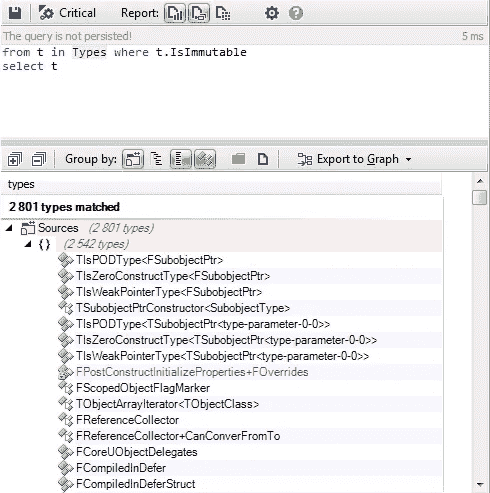 Critical Report:
The query is not persisted! 5 ms
from t in Types where t.IsImmutable
select t
Group by: Export to Graph
types
2 801 types matched
Sources (2 801 types)
{} (2 542 types)
TIsPODType<FSubobjectPtr>
TIsZeroConstructType<FSubobjectPtr>
TIsWeakPointerType<FSubobjectPtr>
TSubobjectPtrConstructor<SubobjectType>
TIsPODType<TSubobjectPtr<type-parameter-0-0>>
TIsZeroConstructType<TSubobjectPtr<type-parameter-0-0>>
TIsWeakPointerType<TSubobjectPtr<type-parameter-0-0>>
FPostConstructInitializeProperties+FOverrides
FScopedObjectFlagMarker
TObjectArrayIterator<TObjectClass>
FReferenceCollector
FReferenceCollector+CanConverFromTo
FCoreUObjectDelegates
FCompiledInDefer
FCompiledInDeferStruct